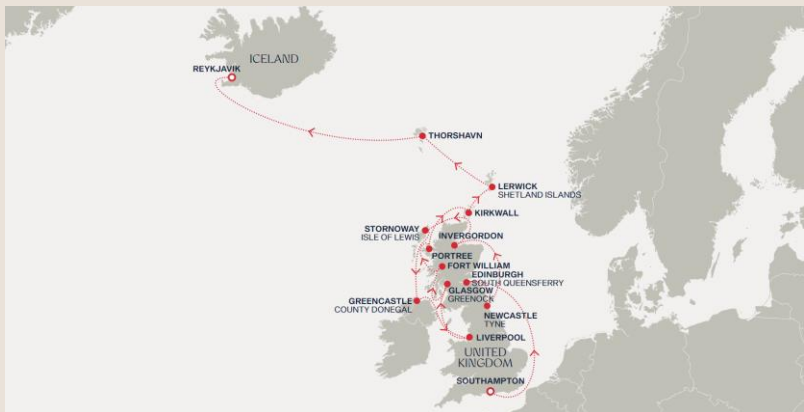 ICELAND
REYKJAVIK
THORSHAVN
LERWICK
SHETLAND ISLANDS
KIRKWALL
STORNOWAY
ISLE OF LEWIS
INVERGORDON
PORTREE
FORT WILLIAM
EDINBURGH
SOUTH QUEENSFERRY
GLASGOW
GREENOCK
GREENCASTLE
COUNTY DONEGAL
NEWCASTLE
TYNE
LIVERPOOL
UNITED
KINGDOM
SOUTHAMPTON